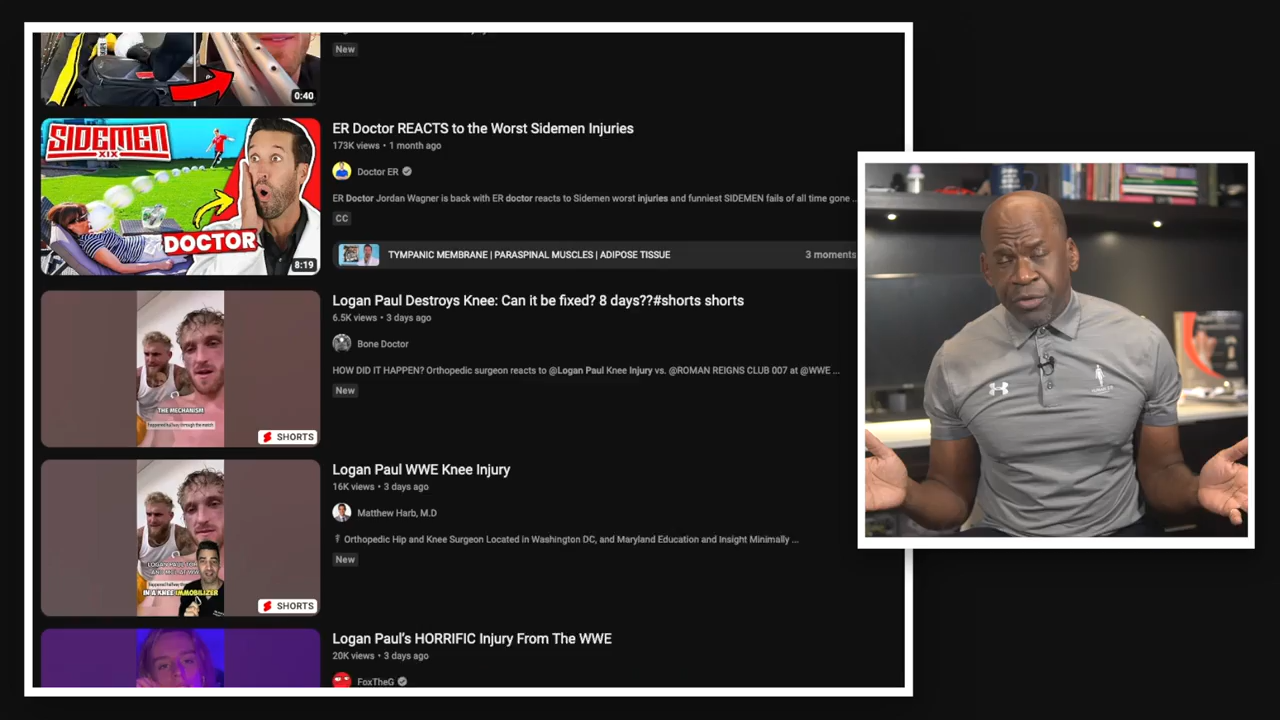 New
0:40
SIDEMEN
XIX
DOCTOR
8:19
ER Doctor REACTS to the Worst Sidemen Injuries
173K views • 1 month ago
Doctor ER
ER Doctor Jordan Wagner is back with ER doctor reacts to Sidemen worst injuries and funniest SIDEMEN fails of all time gone ...
CC
TYMPANIC MEMBRANE | PARASPINAL MUSCLES | ADIPOSE TISSUE
3 moments
THE MECHANISM
happened halfway through the match
SHORTS
Logan Paul Destroys Knee: Can it be fixed? 8 days??#shorts shorts
6.5K views • 3 days ago
Bone Doctor
HOW DID IT HAPPEN? Orthopedic surgeon reacts to @Logan Paul Knee Injury vs. @ROMAN REIGNS CLUB 007 at @WWE ...
New
IN A KNEE IMMOBILIZER
SHORTS
Logan Paul WWE Knee Injury
16K views • 3 days ago
Matthew Harb, M.D
Orthopedic Hip and Knee Surgeon Located in Washington DC, and Maryland Education and Insight Minimally ...
New
Logan Paul's HORRIFIC Injury From The WWE
20K views • 3 days ago
FoxTheG